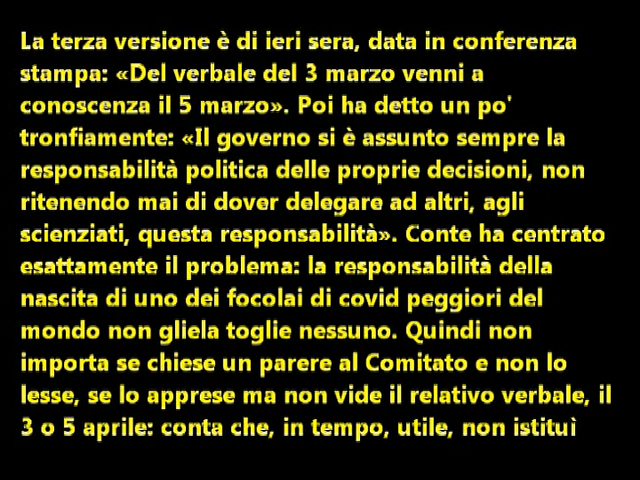 La terza versione è di ieri sera, data in conferenza
stampa: «Del verbale del 3 marzo venni a
conoscenza il 5 marzo». Poi ha detto un po'
tronfiamente: «Il governo si è assunto sempre la
responsabilità politica delle proprie decisioni, non
ritenendo mai di dover delegare ad altri, agli
scienziati, questa responsabilità». Conte ha centrato
esattamente il problema: la responsabilità della
nascita di uno dei focolai di covid peggiori del
mondo non gliela toglie nessuno. Quindi non
importa se chiese un parere al Comitato e non lo
lesse, se lo apprese ma non vide il relativo verbale, il
3 o 5 aprile: conta che, in tempo, utile, non istituì